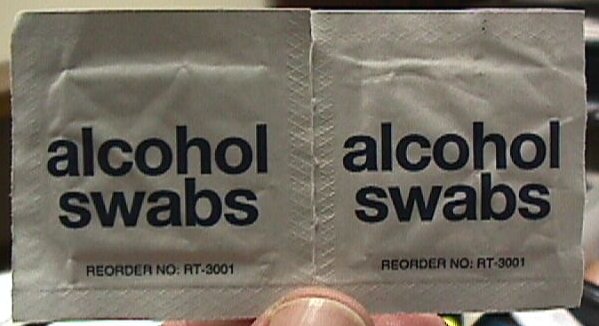 alcohol
swabs
REORDER NO: RT-3001
alcohol
swabs
REORDER NO: RT-3001